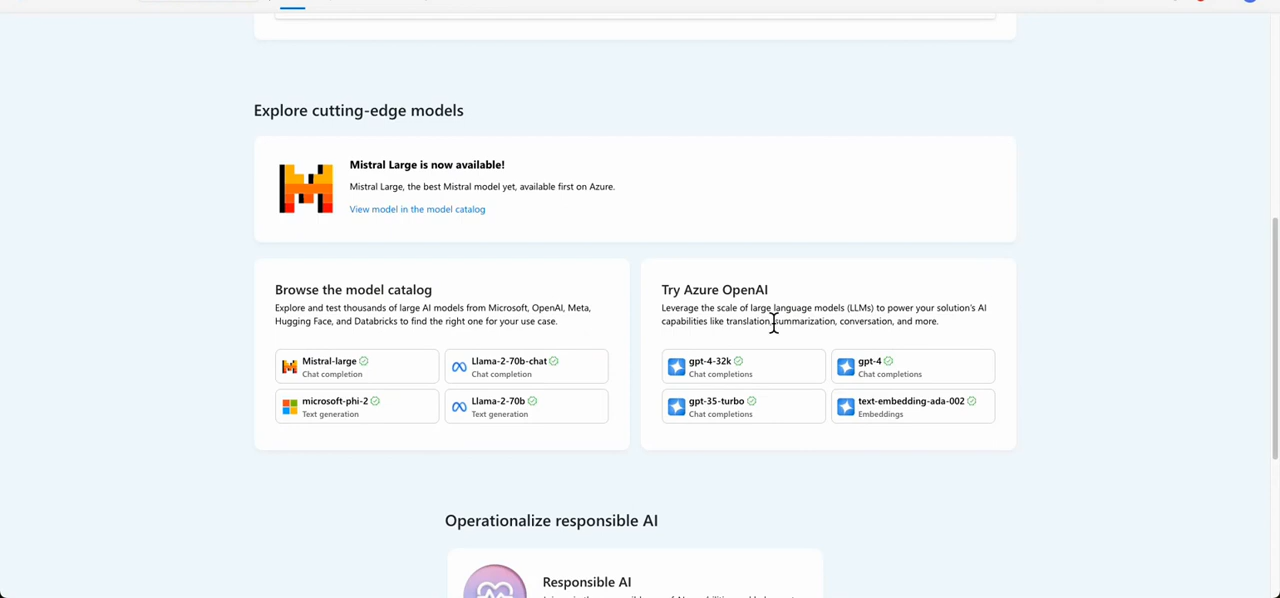 Explore cutting-edge models
Mistral Large is now available!
Mistral Large, the best Mistral model yet, available first on Azure.
View model in the model catalog
Browse the model catalog
Explore and test thousands of large AI models from Microsoft, OpenAI, Meta,
Hugging Face, and Databricks to find the right one for your use case.
Mistral-large
Chat completion
Llama-2-70b-chat
Chat completion
microsoft-phi-2
Text generation
Llama-2-70b
Text generation
Try Azure OpenAI
Leverage the scale of large language models (LLMs) to power your solution's AI
capabilities like translation, summarization, conversation, and more.
gpt-4-32k
Chat completions
gpt-4
Chat completions
gpt-35-turbo
Chat completions
text-embedding-ada-002
Embeddings
Operationalize responsible AI
Responsible AI